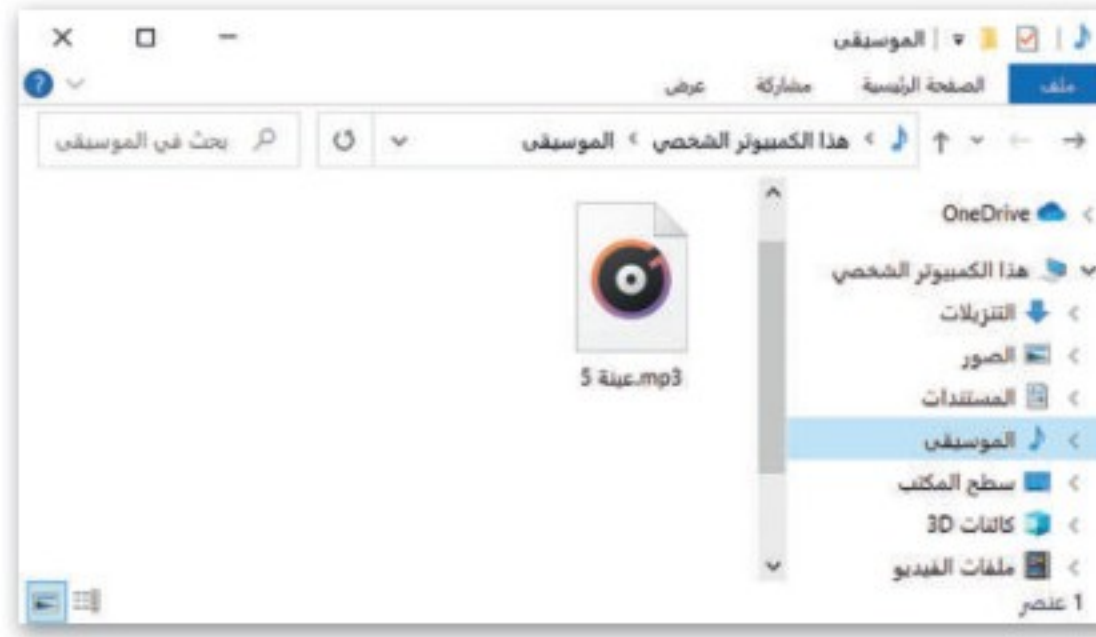 الموسيقى
ملف الصفحة الرئيسية مشاركة عرض
هذا الكمبيوتر الشخصي > الموسيقى
بحث في الموسيقى
OneDrive
هذا الكمبيوتر الشخصي
التنزيلات
الصور
المستندات
الموسيقى
سطح المكتب
كائنات 3D
ملفات الفيديو
1 عنصر
عينة 5.mp3